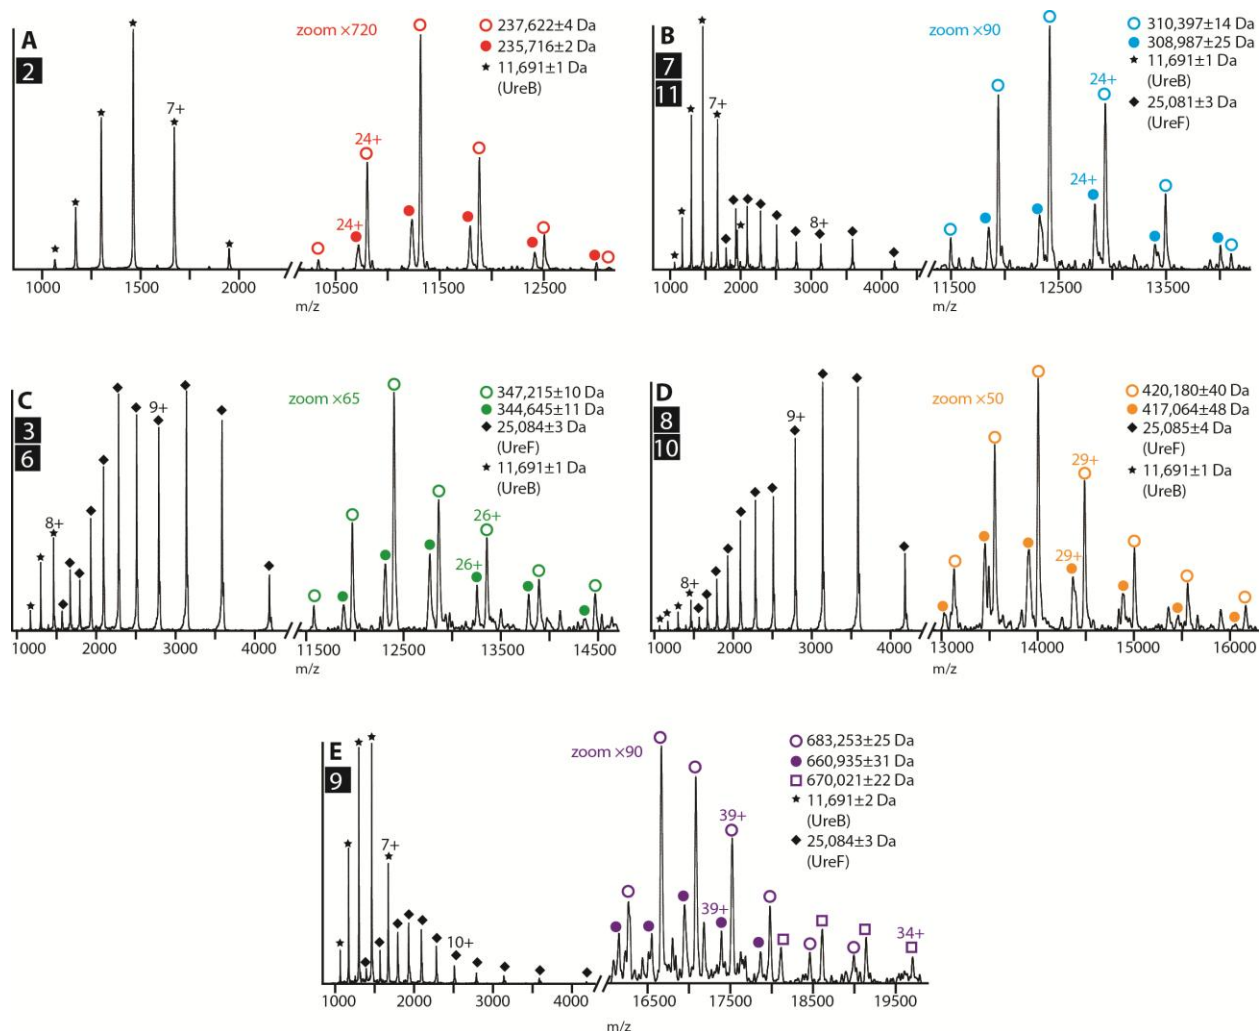 A
2
7+
24+
24+
zoom ×720
237,622±4 Da
235,716±2 Da
11,691±1 Da
(UreB)
1000 1500 2000 10500 11500 12500
m/z
B
7
11
7+
8+
24+
24+
zoom ×90
310,397±14 Da
308,987±25 Da
11,691±1 Da
(UreB)
25,081±3 Da
(UreF)
1000 2000 3000 4000 11500 12500 13500
m/z
C
3
6
8+
9+
26+
26+
zoom ×65
347,215±10 Da
344,645±11 Da
25,084±3 Da
(UreF)
11,691±1 Da
(UreB)
1000 2000 3000 4000 11500 12500 13500 14500
m/z
D
8
10
8+
9+
29+
29+
zoom ×50
420,180±40 Da
417,064±48 Da
25,085±4 Da
(UreF)
11,691±1 Da
(UreB)
1000 2000 3000 4000 13000 14000 15000 16000
m/z
E
9
7+
10+
39+
39+
34+
zoom ×90
683,253±25 Da
660,935±31 Da
670,021±22 Da
11,691±2 Da
(UreB)
25,084±3 Da
(UreF)
1000 2000 3000 4000 16500 17500 18500 19500
m/z